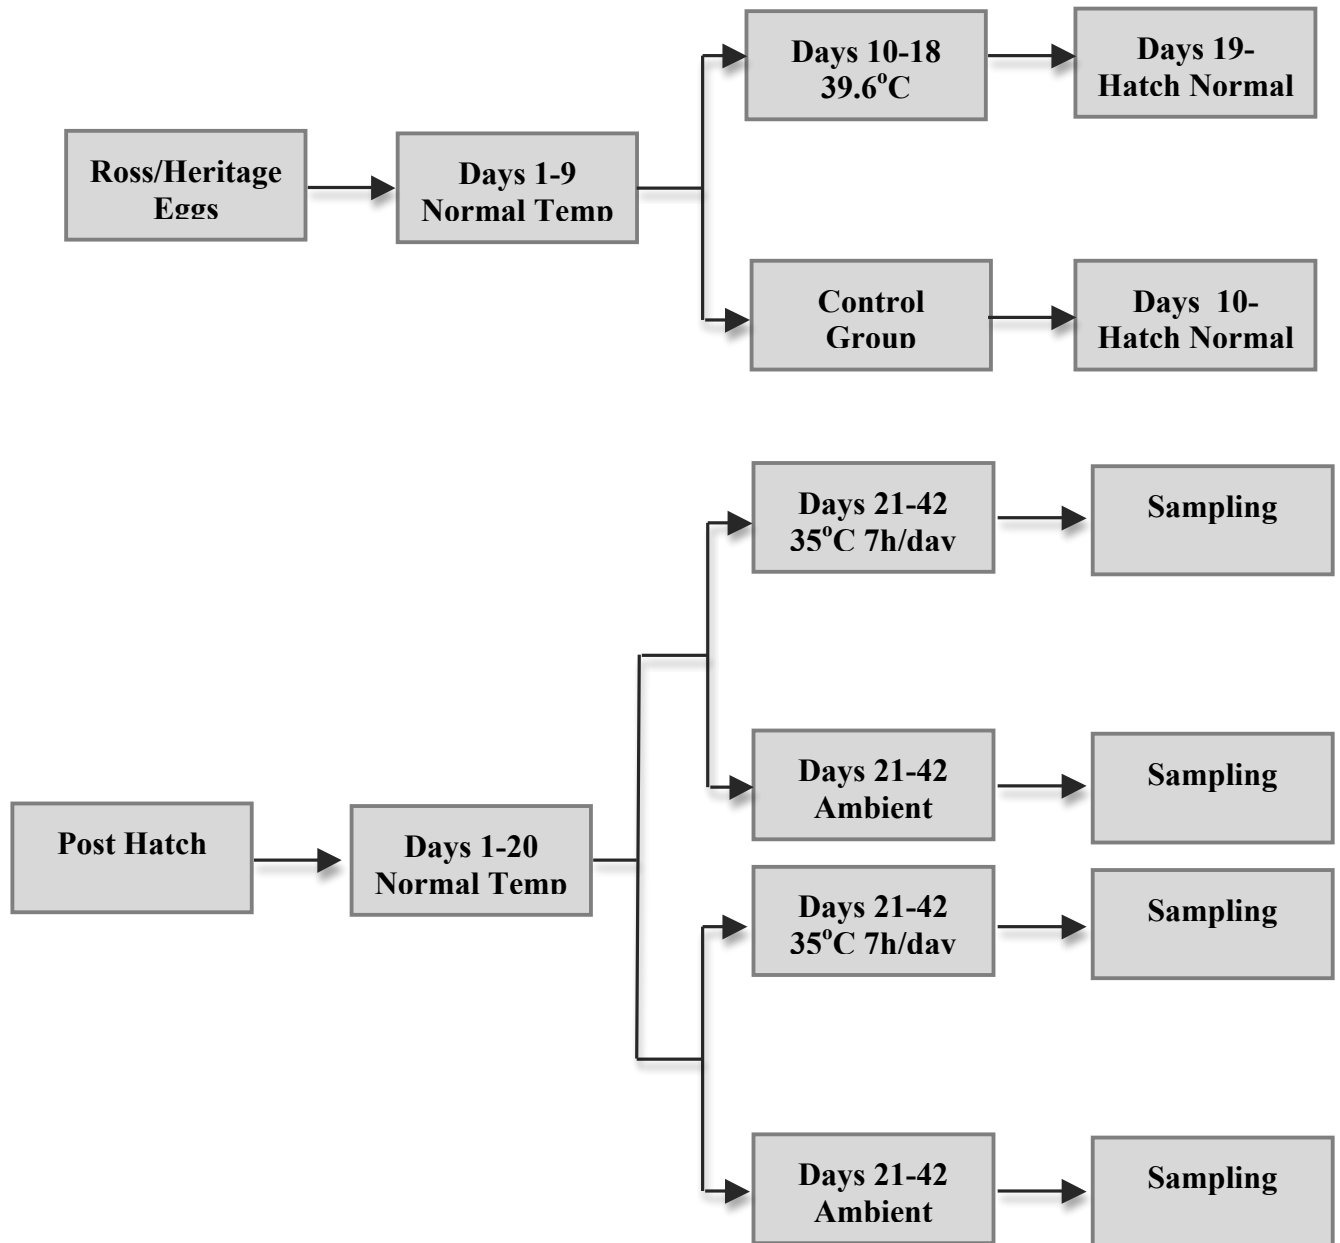 Ross/Heritage
Eggs
Days 1-9
Normal Temp
Days 10-18
39.6°C
Days 19-
Hatch Normal
Control
Group
Days 10-
Hatch Normal
Post Hatch
Days 1-20
Normal Temp
Days 21-42
35°C 7h/day
Sampling
Days 21-42
Ambient
Sampling
Days 21-42
35°C 7h/day
Sampling
Days 21-42
Ambient
Sampling